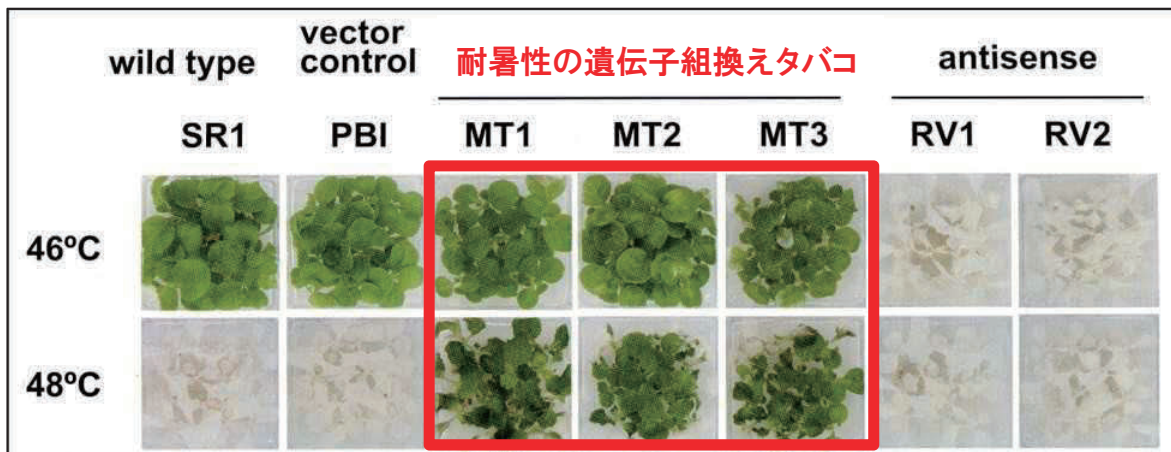 wild type
vector
control
耐暑性の遺伝子組換えタバコ
antisense
SR1 PBI MT1 MT2 MT3 RV1 RV2
46ºC
48ºC